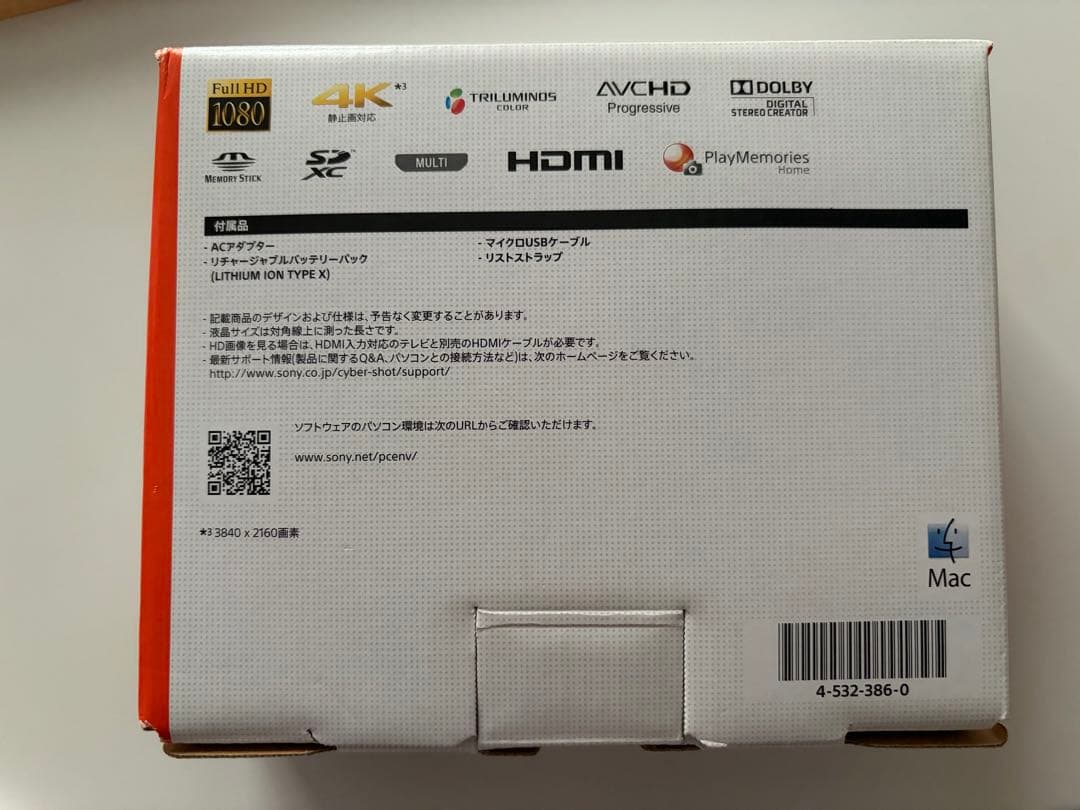 Full HD
1080
4K *3
静止画対応
TRILUMINOS
COLOR
AVCHD
Progressive
DOLBY
DIGITAL
STEREO CREATOR
MEMORY STICK
SD
XC
MULTI
HDMI
PlayMemories
Home
付属品
- ACアダプター
- リチャージャブルバッテリーパック
(LITHIUM ION TYPE X)
- マイクロUSBケーブル
- リストストラップ
- 記載商品のデザインおよび仕様は、予告なく変更することがあります。
- 液晶サイズは対角線上に測った長さです。
- HD画像を見る場合は、HDMI入力対応のテレビと別売のHDMIケーブルが必要です。
- 最新サポート情報(製品に関するQ&A、パソコンとの接続方法など)は、次のホームページをご覧ください。
http://www.sony.co.jp/cyber-shot/support/
ソフトウェアのパソコン環境は次のURLからご確認いただけます。
www.sony.net/pcenv/
*3 3840 x 2160画素
Mac
4-532-386-0